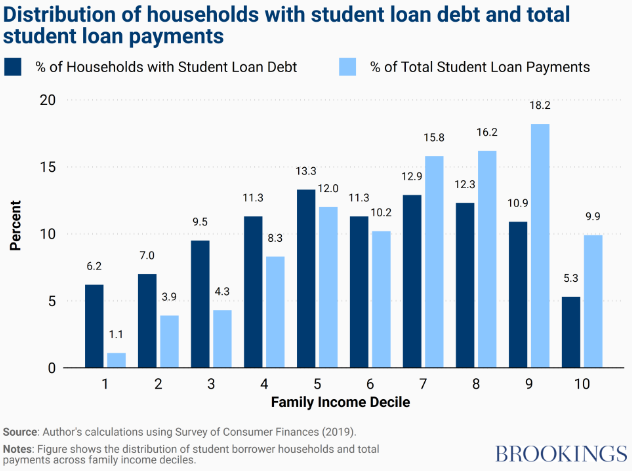 Distribution of households with student loan debt and total
student loan payments
% of Households with Student Loan Debt
% of Total Student Loan Payments
Percent
20
15
10
5
0
6.2
1.1
7.0
3.9
9.5
4.3
11.3
8.3
13.3
12.0
11.3
10.2
12.9
15.8
12.3
16.2
10.9
18.2
5.3
9.9
1 2 3 4 5 6 7 8 9 10
Family Income Decile
Source: Author's calculations using Survey of Consumer Finances (2019).
Notes: Figure shows the distribution of student borrower households and total
payments across family income deciles.
BROOKINGS